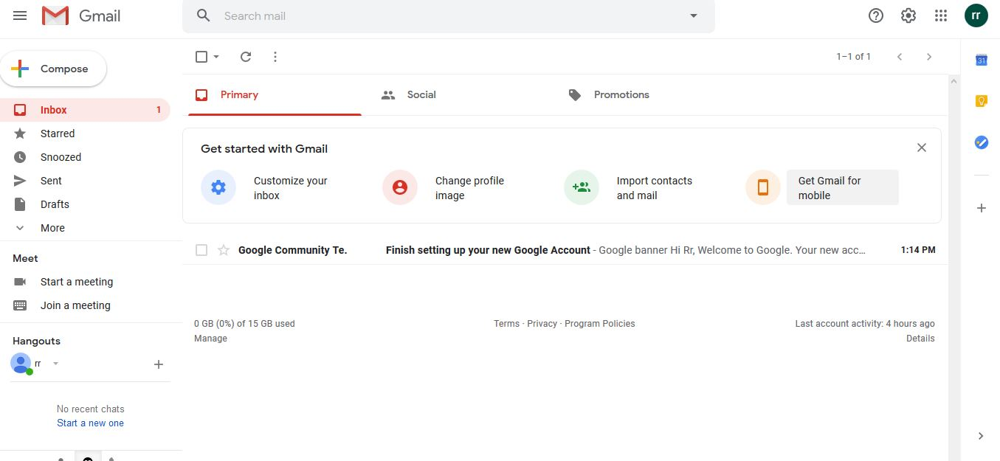 Gmail
Search mail
rr
Compose
1–1 of 1
31
Primary
Social
Promotions
Inbox 1
Starred
Snoozed
Sent
Drafts
More
Get started with Gmail
Customize your
inbox
Change profile
image
Import contacts
and mail
Get Gmail for
mobile
Google Community Te. Finish setting up your new Google Account - Google banner Hi Rr, Welcome to Google. Your new acc… 1:14 PM
Meet
Start a meeting
Join a meeting
0 GB (0%) of 15 GB used
Manage
Terms · Privacy · Program Policies
Last account activity: 4 hours ago
Details
Hangouts
rr
No recent chats
Start a new one